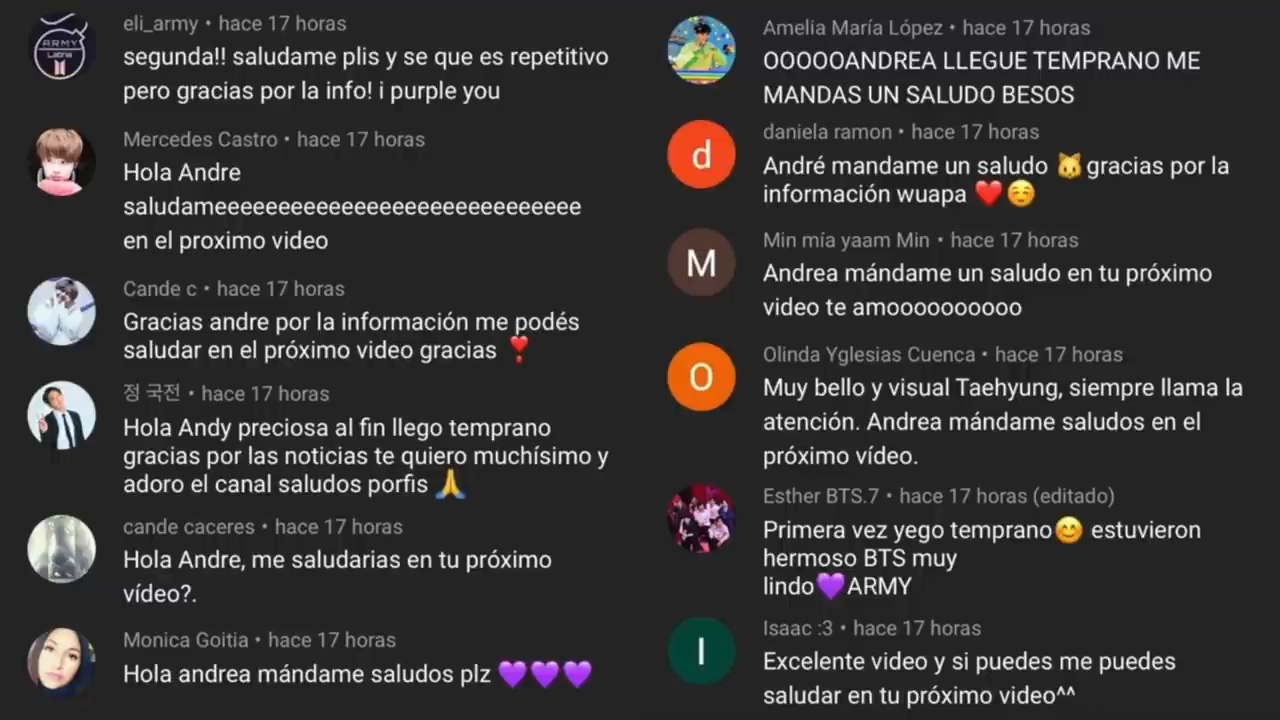 eli_army • hace 17 horas
segunda!! saludame plis y se que es repetitivo
pero gracias por la info! i purple you
Mercedes Castro • hace 17 horas
Hola Andre
saludameeeeeeeeeeeeeeeeeeeeeeeeeeeee
en el proximo video
Cande c • hace 17 horas
Gracias andre por la información me podés
saludar en el próximo video gracias ❣️
정 국전 • hace 17 horas
Hola Andy preciosa al fin llego temprano
gracias por las noticias te quiero muchísimo y
adoro el canal saludos porfis 🙏
cande caceres • hace 17 horas
Hola Andre, me saludarias en tu próximo
vídeo?.
Monica Goitia • hace 17 horas
Hola andrea mándame saludos plz 💜💜💜
ARMY
Amelia María López • hace 17 horas
OOOOOANDREA LLEGUE TEMPRANO ME
MANDAS UN SALUDO BESOS
d
daniela ramon • hace 17 horas
André mandame un saludo 🐱gracias por la
información wuapa ❤️☺️
M
Min mía yaam Min • hace 17 horas
Andrea mándame un saludo en tu próximo
video te amoooooooooo
O
Olinda Yglesias Cuenca • hace 17 horas
Muy bello y visual Taehyung, siempre llama la
atención. Andrea mándame saludos en el
próximo vídeo.
Esther BTS.7 • hace 17 horas (editado)
Primera vez yego temprano😊 estuvieron
hermoso BTS muy
lindo💜ARMY
I
Isaac :3 • hace 17 horas
Excelente video y si puedes me puedes
saludar en tu próximo video^^